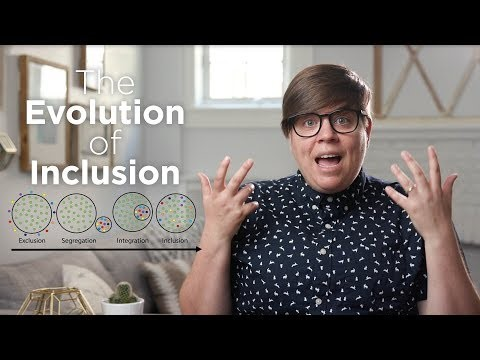 The
Evolution
of
Inclusion
Exclusion Segregation Integration Inclusion